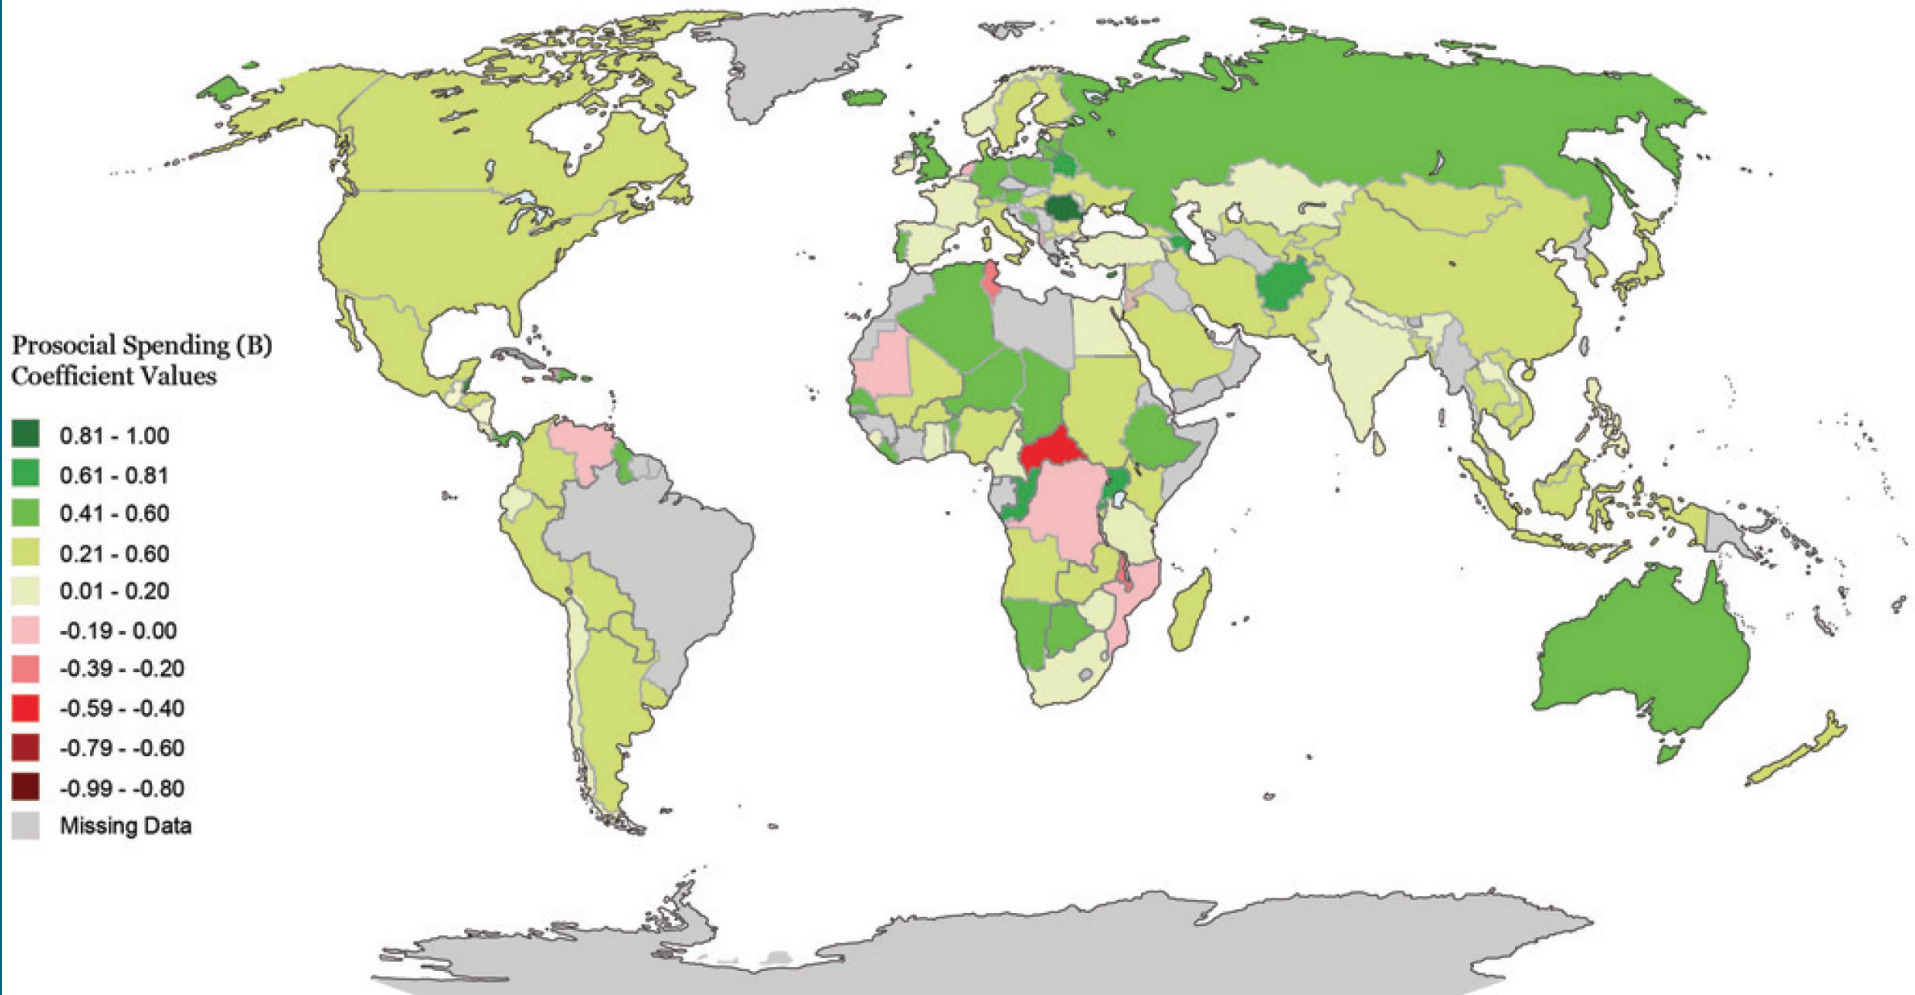 Prosocial Spending (B)
Coefficient Values
0.81 - 1.00
0.61 - 0.81
0.41 - 0.60
0.21 - 0.60
0.01 - 0.20
-0.19 - 0.00
-0.39 - -0.20
-0.59 - -0.40
-0.79 - -0.60
-0.99 - -0.80
Missing Data